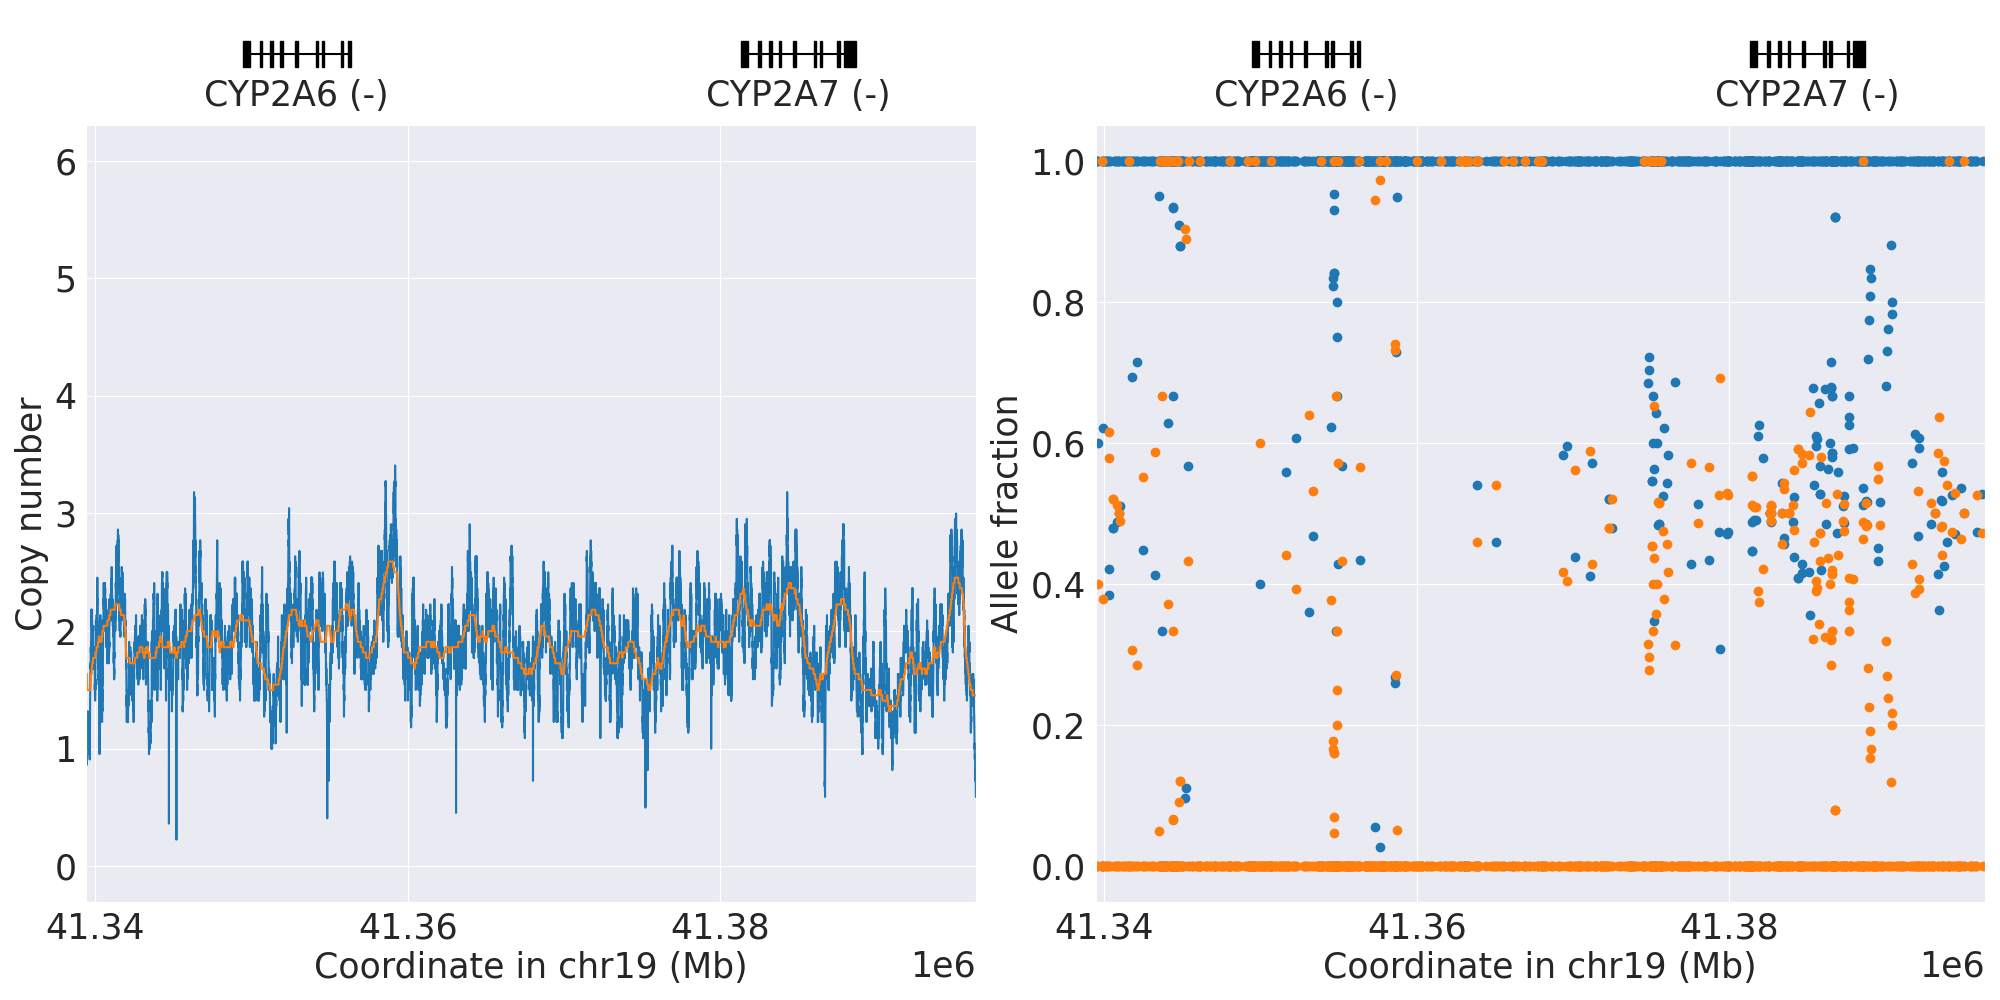 CYP2A6 (-)
CYP2A7 (-)
CYP2A6 (-)
CYP2A7 (-)
6
5
4
3
2
1
0
Copy number
41.34
41.36
41.38
Coordinate in chr19 (Mb)
1e6
1.0
0.8
0.6
0.4
0.2
0.0
Allele fraction
41.34
41.36
41.38
Coordinate in chr19 (Mb)
1e6